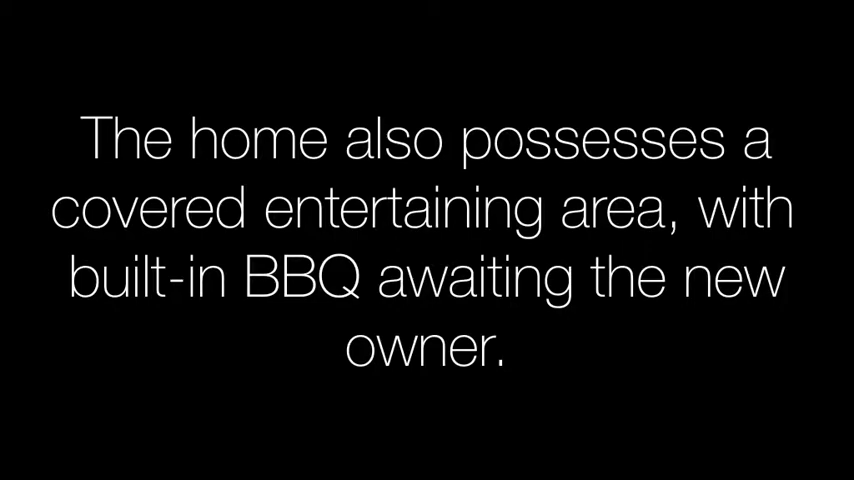 The home also possesses a
covered entertaining area, with
built-in BBQ awaiting the new
owner.